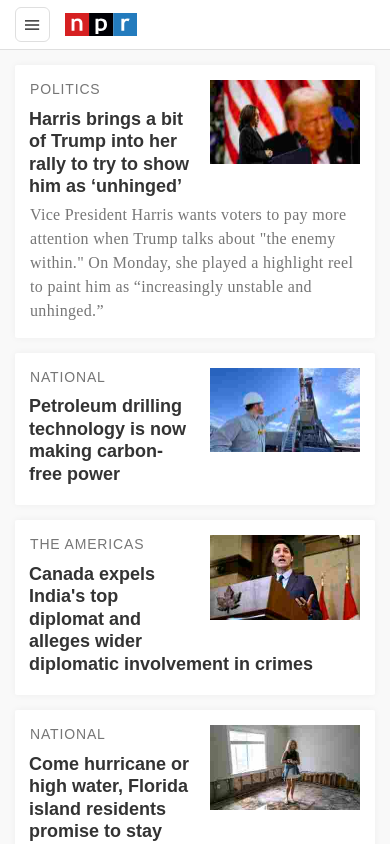 npr
POLITICS
Harris brings a bit
of Trump into her
rally to try to show
him as ‘unhinged’
Vice President Harris wants voters to pay more
attention when Trump talks about "the enemy
within." On Monday, she played a highlight reel
to paint him as “increasingly unstable and
unhinged.”
NATIONAL
Petroleum drilling
technology is now
making carbon-
free power
THE AMERICAS
Canada expels
India's top
diplomat and
alleges wider
diplomatic involvement in crimes
NATIONAL
Come hurricane or
high water, Florida
island residents
promise to stay